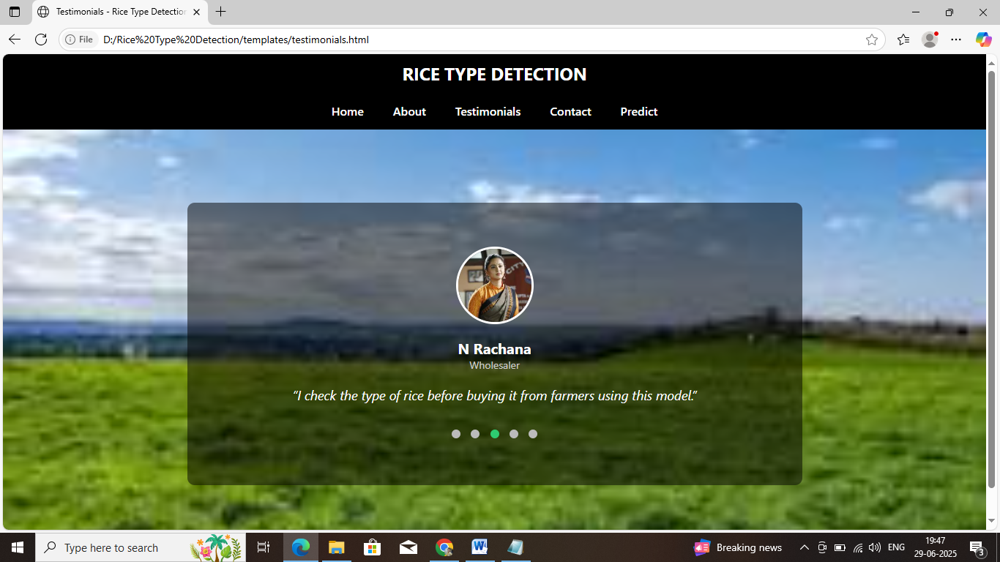 Testimonials - Rice Type Detection
File
D:/Rice%20Type%20Detection/templates/testimonials.html
RICE TYPE DETECTION
Home About Testimonials Contact Predict
CITY
N Rachana
Wholesaler
“I check the type of rice before buying it from farmers using this model.”
Type here to search
Breaking news
ENG
19:47
29-06-2025
3